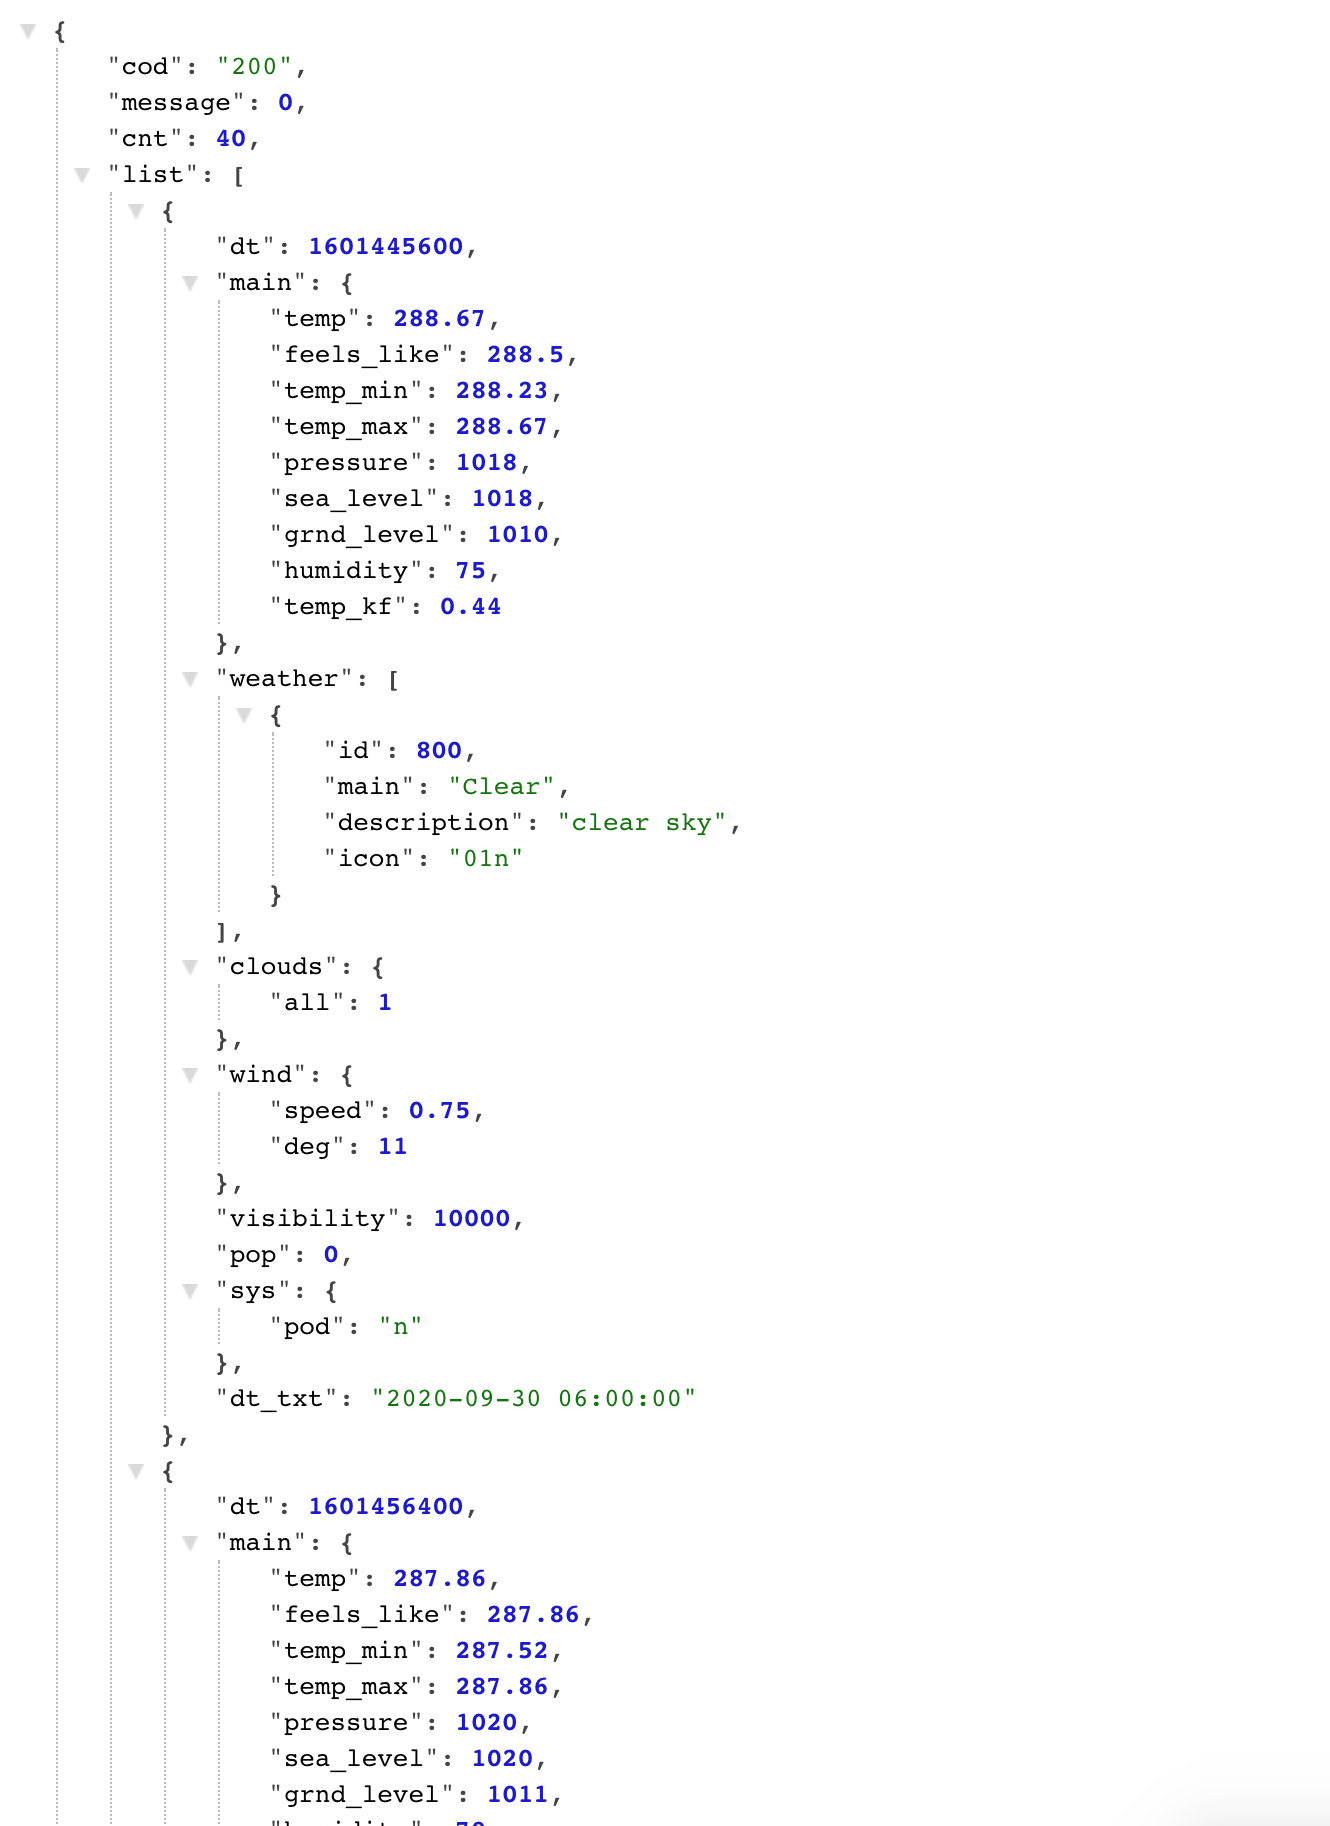 {
"cod": "200",
"message": 0,
"cnt": 40,
"list": [
{
"dt": 1601445600,
"main": {
"temp": 288.67,
"feels_like": 288.5,
"temp_min": 288.23,
"temp_max": 288.67,
"pressure": 1018,
"sea_level": 1018,
"grnd_level": 1010,
"humidity": 75,
"temp_kf": 0.44
},
"weather": [
{
"id": 800,
"main": "Clear",
"description": "clear sky",
"icon": "01n"
}
],
"clouds": {
"all": 1
},
"wind": {
"speed": 0.75,
"deg": 11
},
"visibility": 10000,
"pop": 0,
"sys": {
"pod": "n"
},
"dt_txt": "2020-09-30 06:00:00"
},
{
"dt": 1601456400,
"main": {
"temp": 287.86,
"feels_like": 287.86,
"temp_min": 287.52,
"temp_max": 287.86,
"pressure": 1020,
"sea_level": 1020,
"grnd_level": 1011,